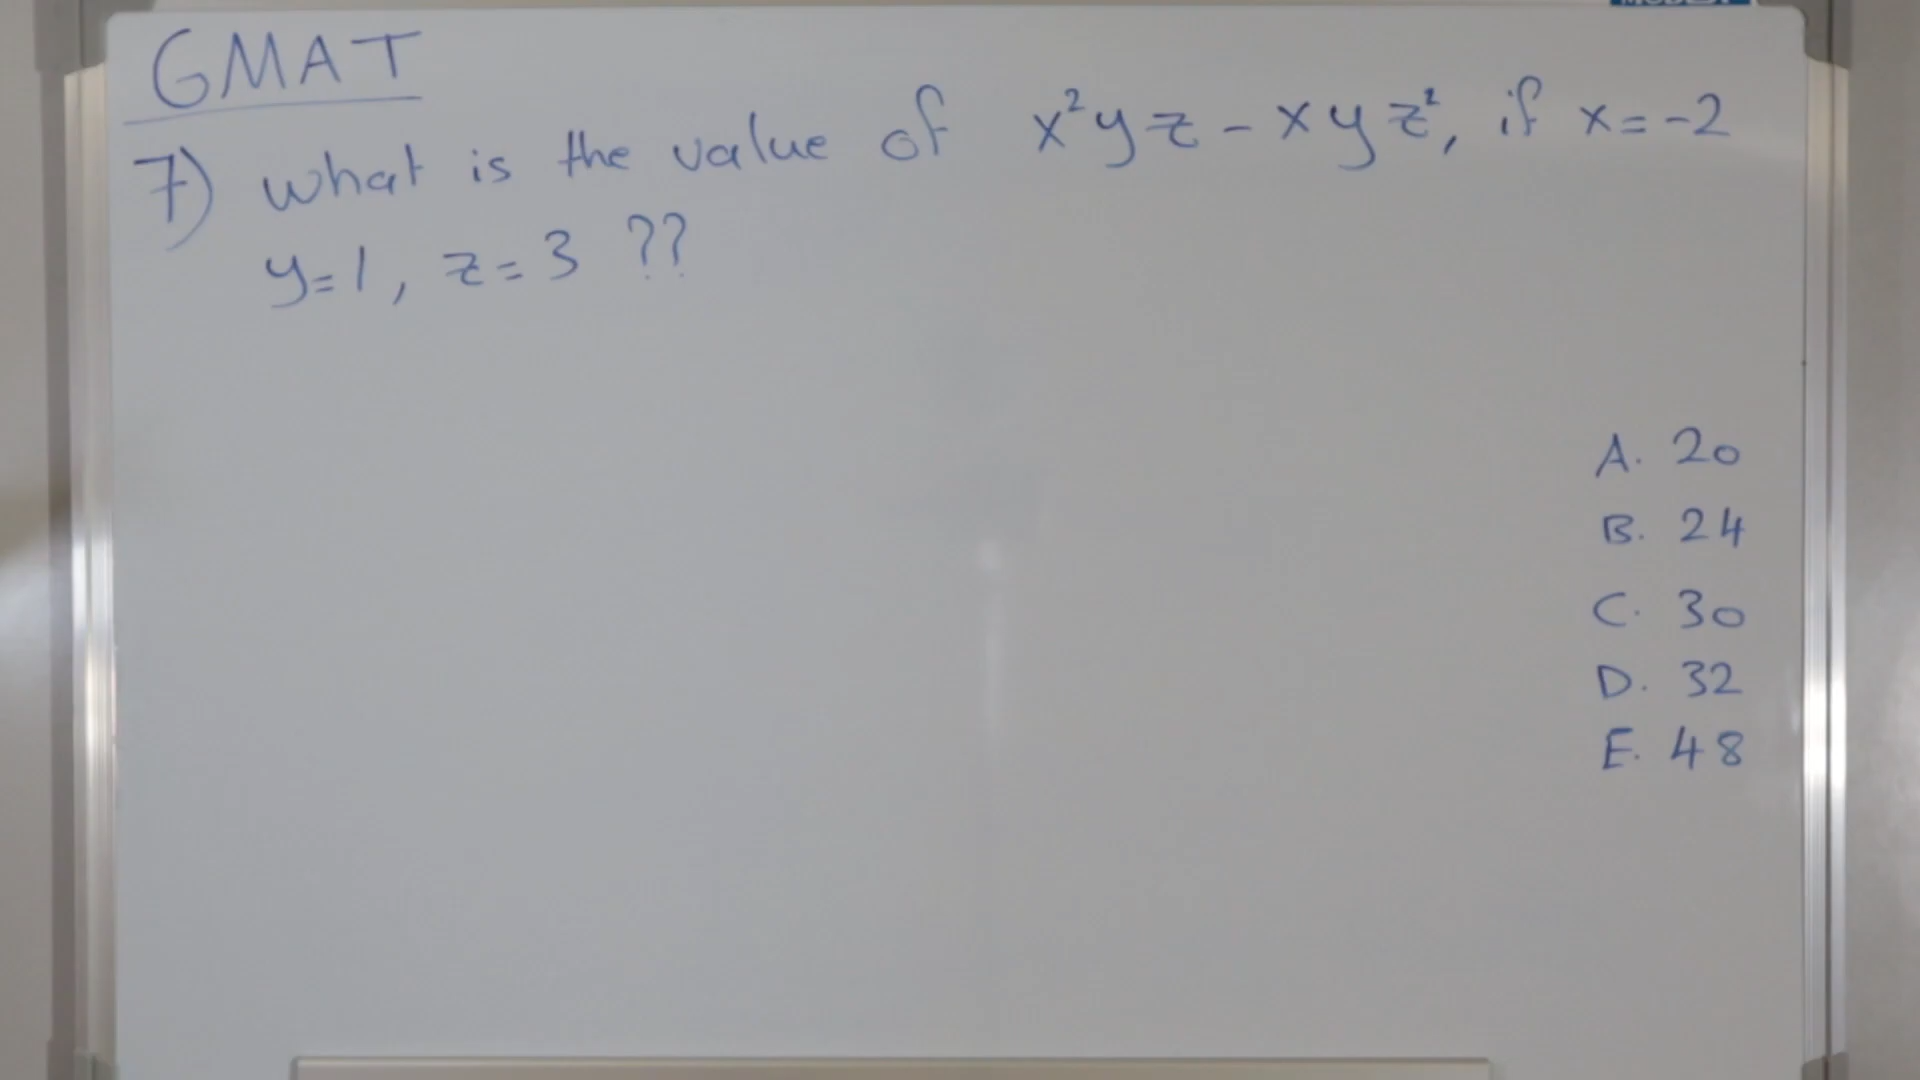 GMAT
7) what is the value of x²yz - xyz², if x = -2
y=1, z=3 ??
A. 20
B. 24
C. 30
D. 32
E. 48